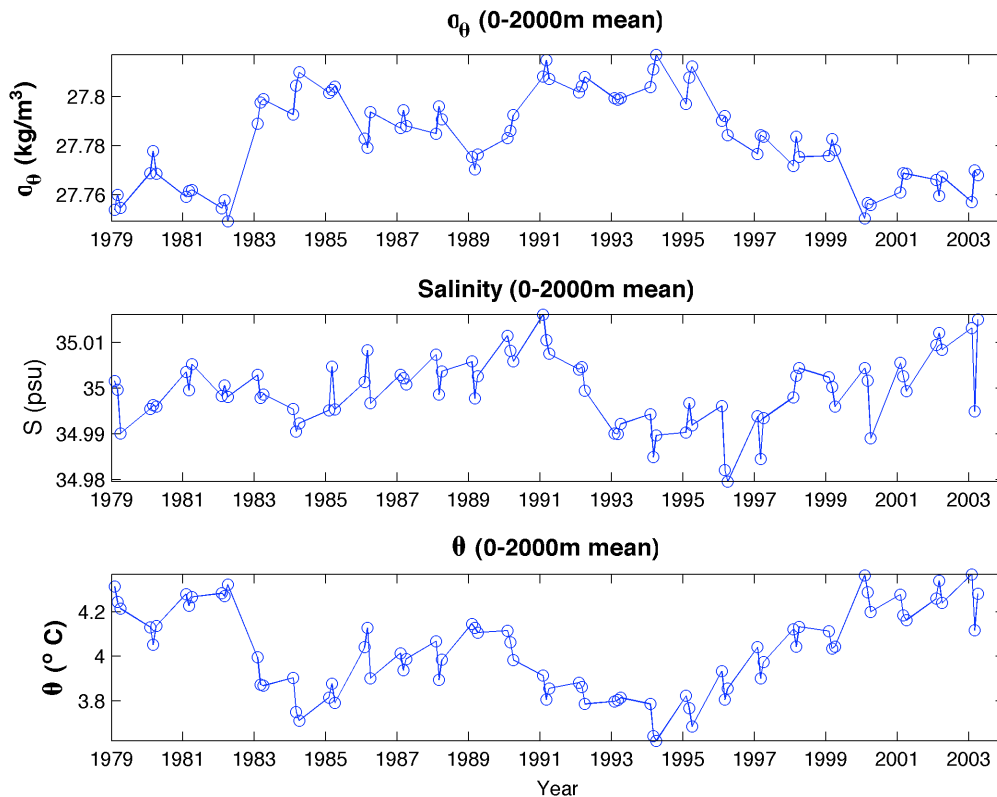 σθ (0-2000m mean)
σθ (kg/m3)
27.8
27.78
27.76
1979 1981 1983 1985 1987 1989 1991 1993 1995 1997 1999 2001 2003
Salinity (0-2000m mean)
S (psu)
35.01
35
34.99
34.98
1979 1981 1983 1985 1987 1989 1991 1993 1995 1997 1999 2001 2003
θ (0-2000m mean)
θ (º C)
4.2
4
3.8
1979 1981 1983 1985 1987 1989 1991 1993 1995 1997 1999 2001 2003
Year